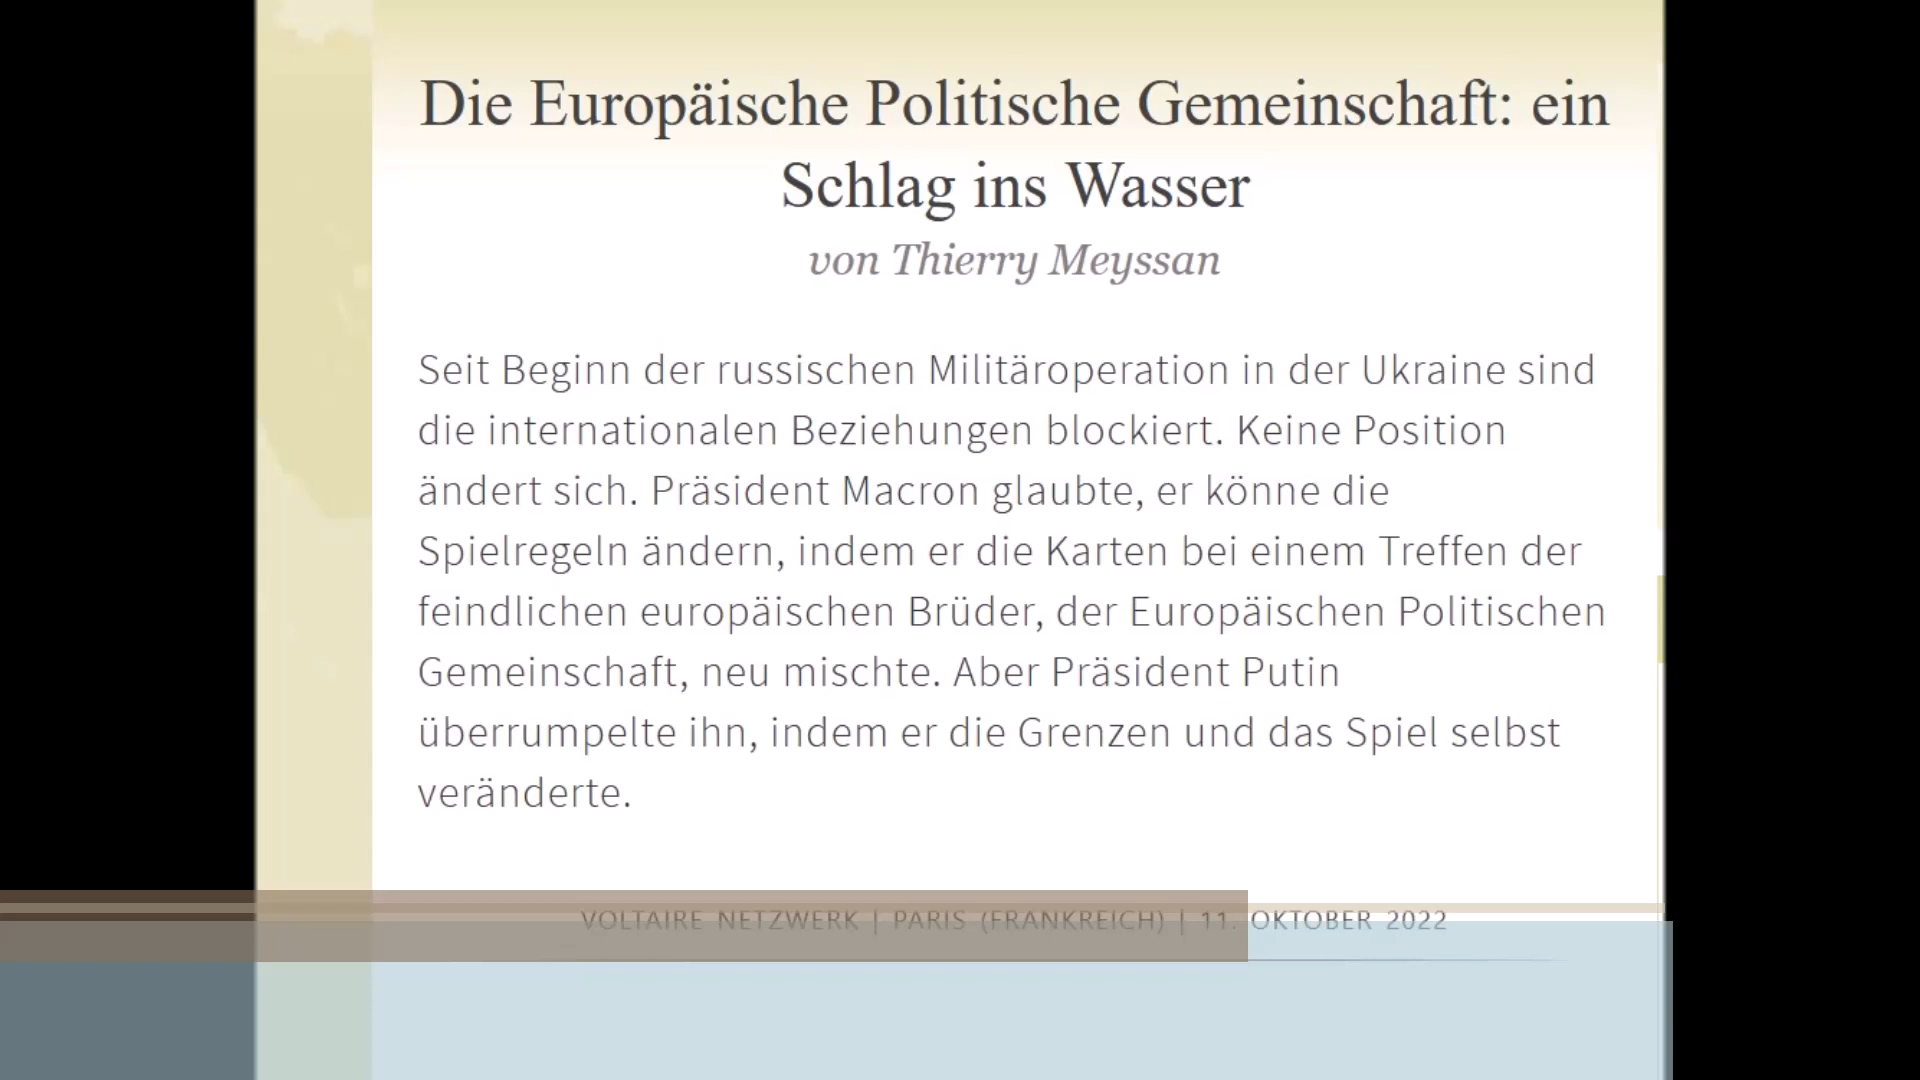 Die Europäische Politische Gemeinschaft: ein
Schlag ins Wasser
von Thierry Meyssan
Seit Beginn der russischen Militäroperation in der Ukraine sind
die internationalen Beziehungen blockiert. Keine Position
ändert sich. Präsident Macron glaubte, er könne die
Spielregeln ändern, indem er die Karten bei einem Treffen der
feindlichen europäischen Brüder, der Europäischen Politischen
Gemeinschaft, neu mischte. Aber Präsident Putin
überrumpelte ihn, indem er die Grenzen und das Spiel selbst
veränderte.
VOLTAIRE NETZWERK | PARIS (FRANKREICH) | 11. OKTOBER 2022